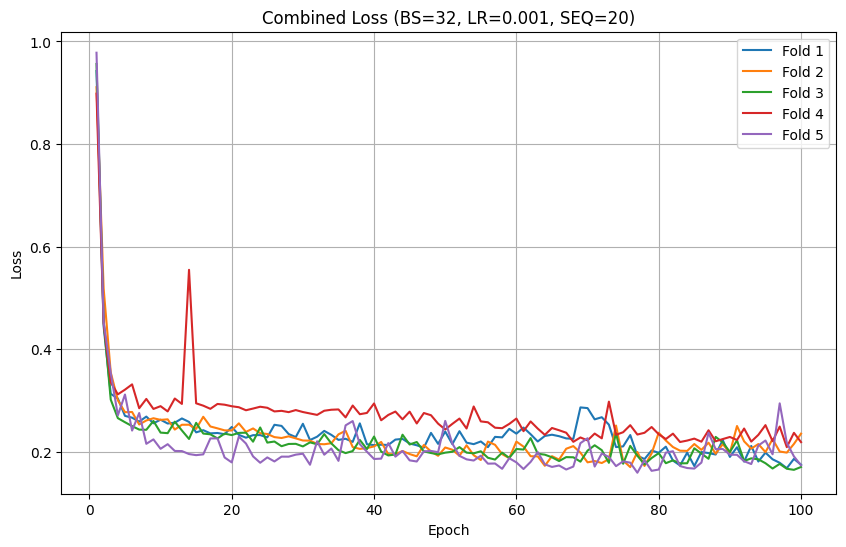 Combined Loss (BS=32, LR=0.001, SEQ=20)
Fold 1
Fold 2
Fold 3
Fold 4
Fold 5
Loss
1.0
0.8
0.6
0.4
0.2
0
20
40
60
80
100
Epoch